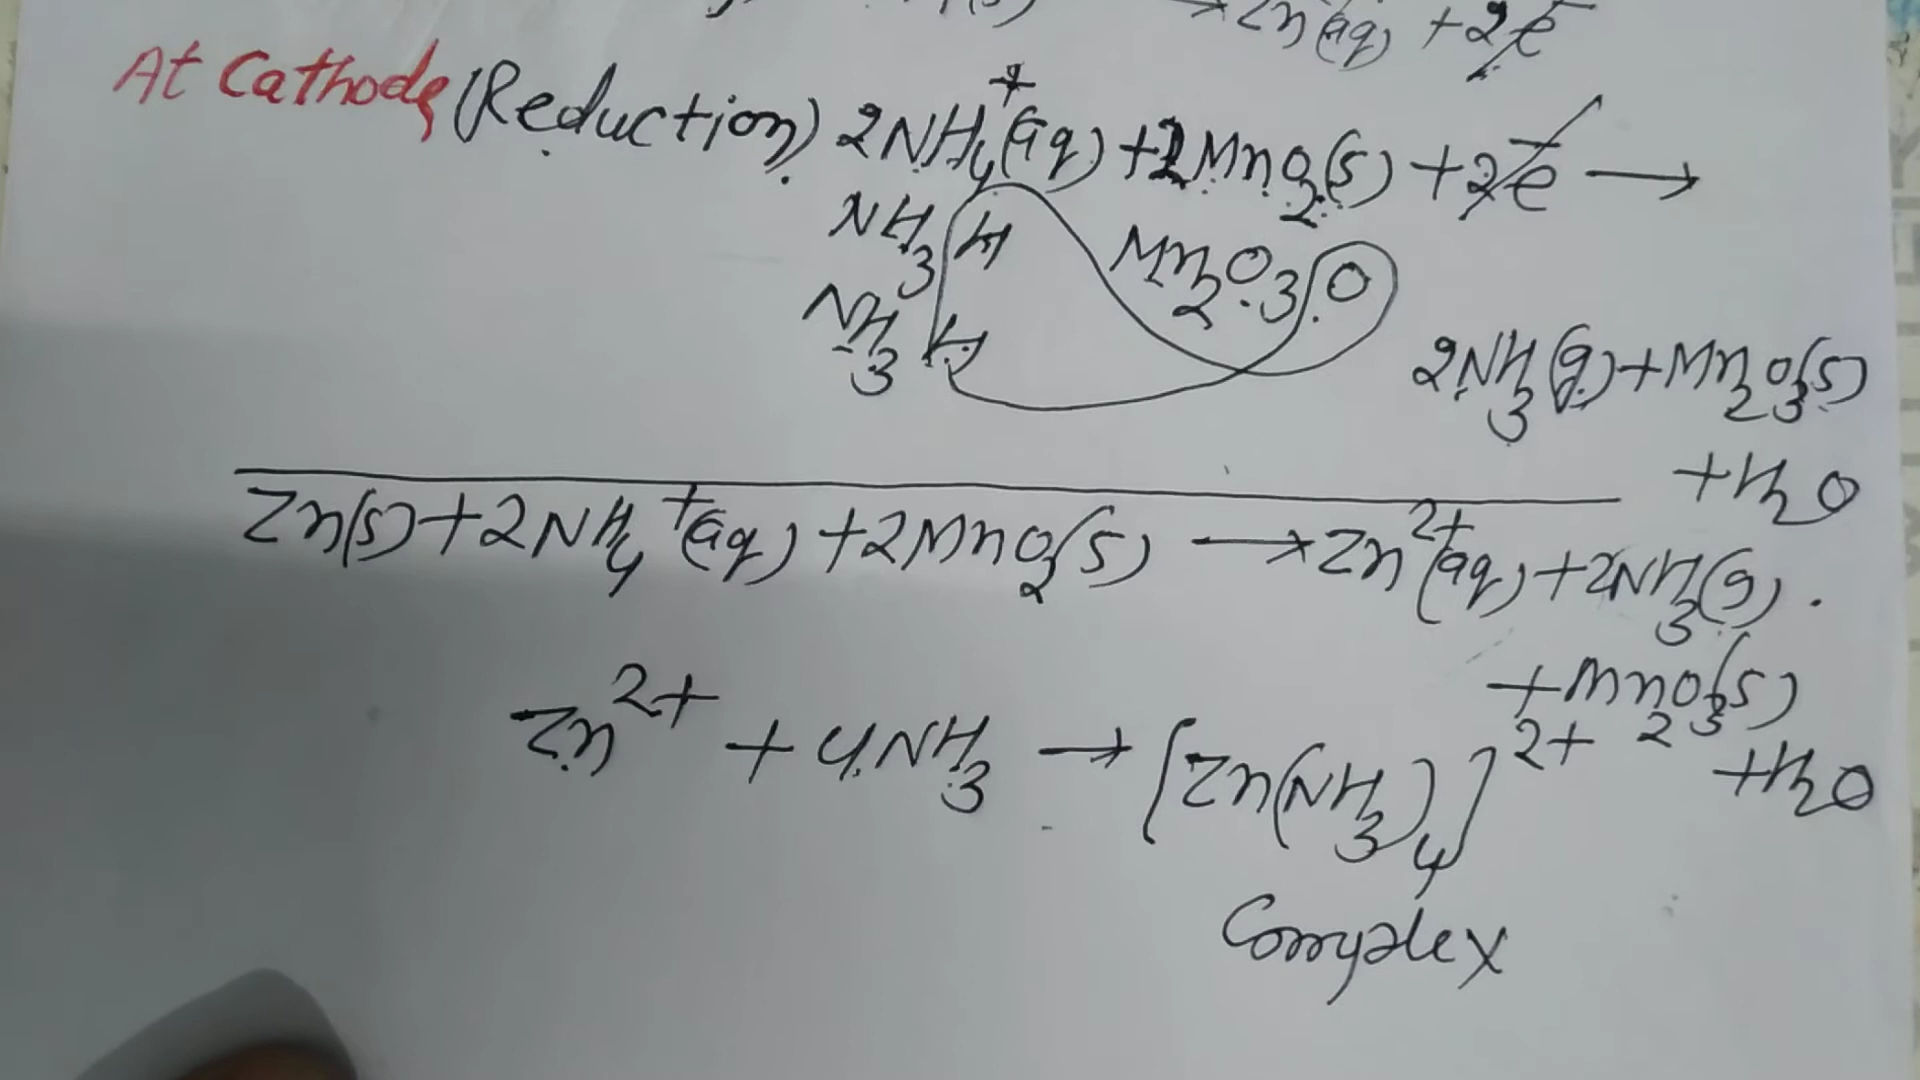 → Zn(aq) + 2e⁻
At Cathode (Reduction) 2NH₄⁺(aq) + 2MnO₂(s) + 2e⁻ →
NH₃ H Mn₂O₃ O
NH₃ H
2NH₃(g) + Mn₂O₃(s)
+ H₂O
Zn(s) + 2NH₄⁺(aq) + 2MnO₂(s) → Zn²⁺(aq) + 2NH₃(g)
+ Mn₂O₃(s)
+ H₂O
Zn²⁺ + 4NH₃ → [Zn(NH₃)₄]²⁺
Complex